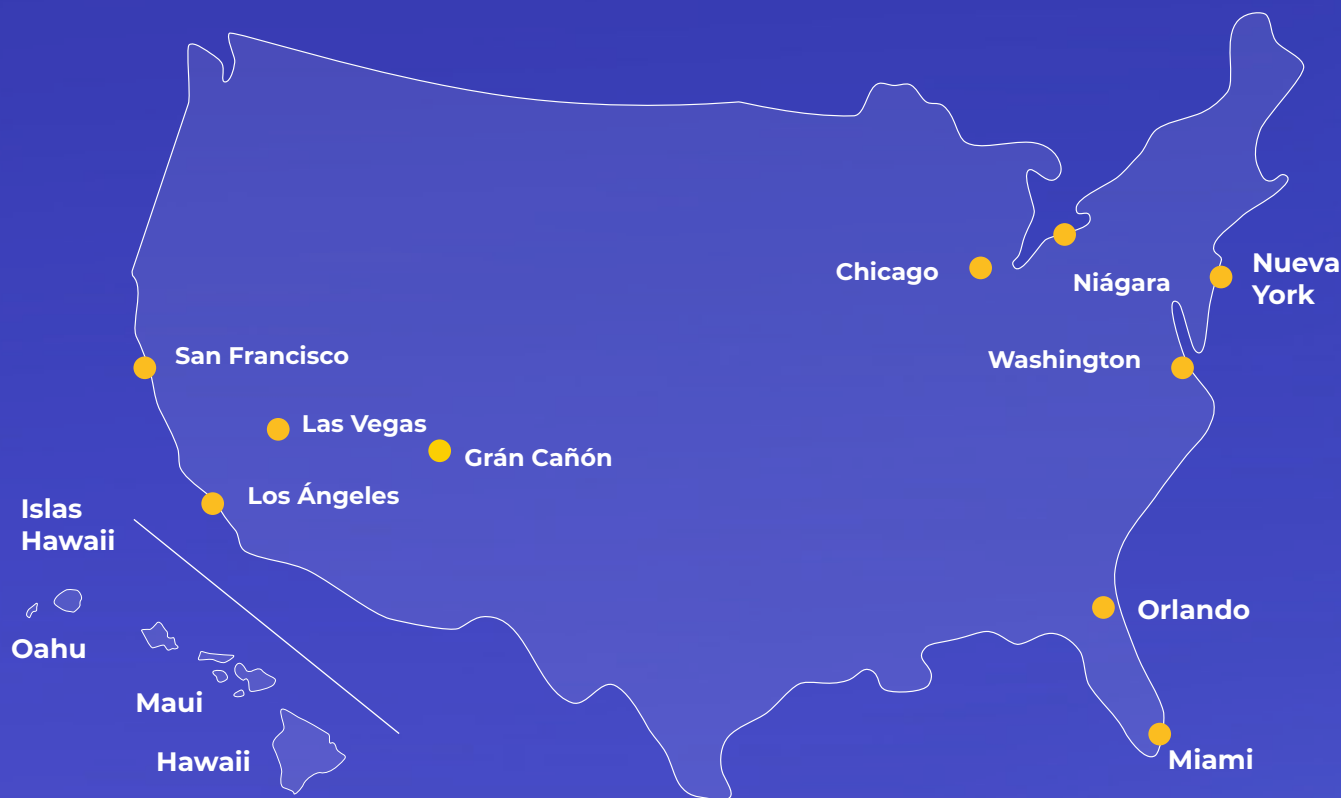 Chicago
Niágara
Nueva
York
San Francisco
Washington
Las Vegas
Grán Cañón
Los Ángeles
Islas
Hawaii
Oahu
Orlando
Maui
Hawaii
Miami